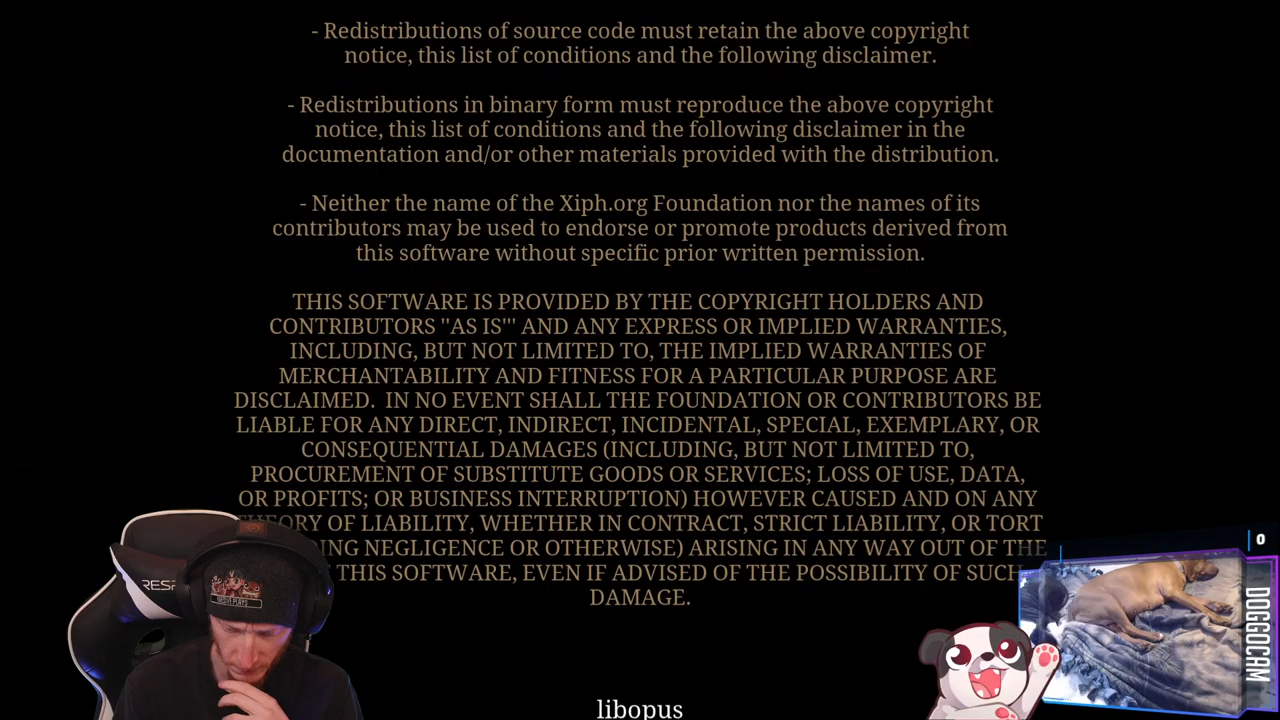 - Redistributions of source code must retain the above copyright
notice, this list of conditions and the following disclaimer.
- Redistributions in binary form must reproduce the above copyright
notice, this list of conditions and the following disclaimer in the
documentation and/or other materials provided with the distribution.
- Neither the name of the Xiph.org Foundation nor the names of its
contributors may be used to endorse or promote products derived from
this software without specific prior written permission.
THIS SOFTWARE IS PROVIDED BY THE COPYRIGHT HOLDERS AND
CONTRIBUTORS ''AS IS''' AND ANY EXPRESS OR IMPLIED WARRANTIES,
INCLUDING, BUT NOT LIMITED TO, THE IMPLIED WARRANTIES OF
MERCHANTABILITY AND FITNESS FOR A PARTICULAR PURPOSE ARE
DISCLAIMED.  IN NO EVENT SHALL THE FOUNDATION OR CONTRIBUTORS BE
LIABLE FOR ANY DIRECT, INDIRECT, INCIDENTAL, SPECIAL, EXEMPLARY, OR
CONSEQUENTIAL DAMAGES (INCLUDING, BUT NOT LIMITED TO,
PROCUREMENT OF SUBSTITUTE GOODS OR SERVICES; LOSS OF USE, DATA,
OR PROFITS; OR BUSINESS INTERRUPTION) HOWEVER CAUSED AND ON ANY
THEORY OF LIABILITY, WHETHER IN CONTRACT, STRICT LIABILITY, OR TORT
NEGLIGENCE OR OTHERWISE) ARISING IN ANY WAY OUT OF THE
THIS SOFTWARE, EVEN IF ADVISED OF THE POSSIBILITY OF SUCH
DAMAGE.
libopus
0
DOGGOCAM